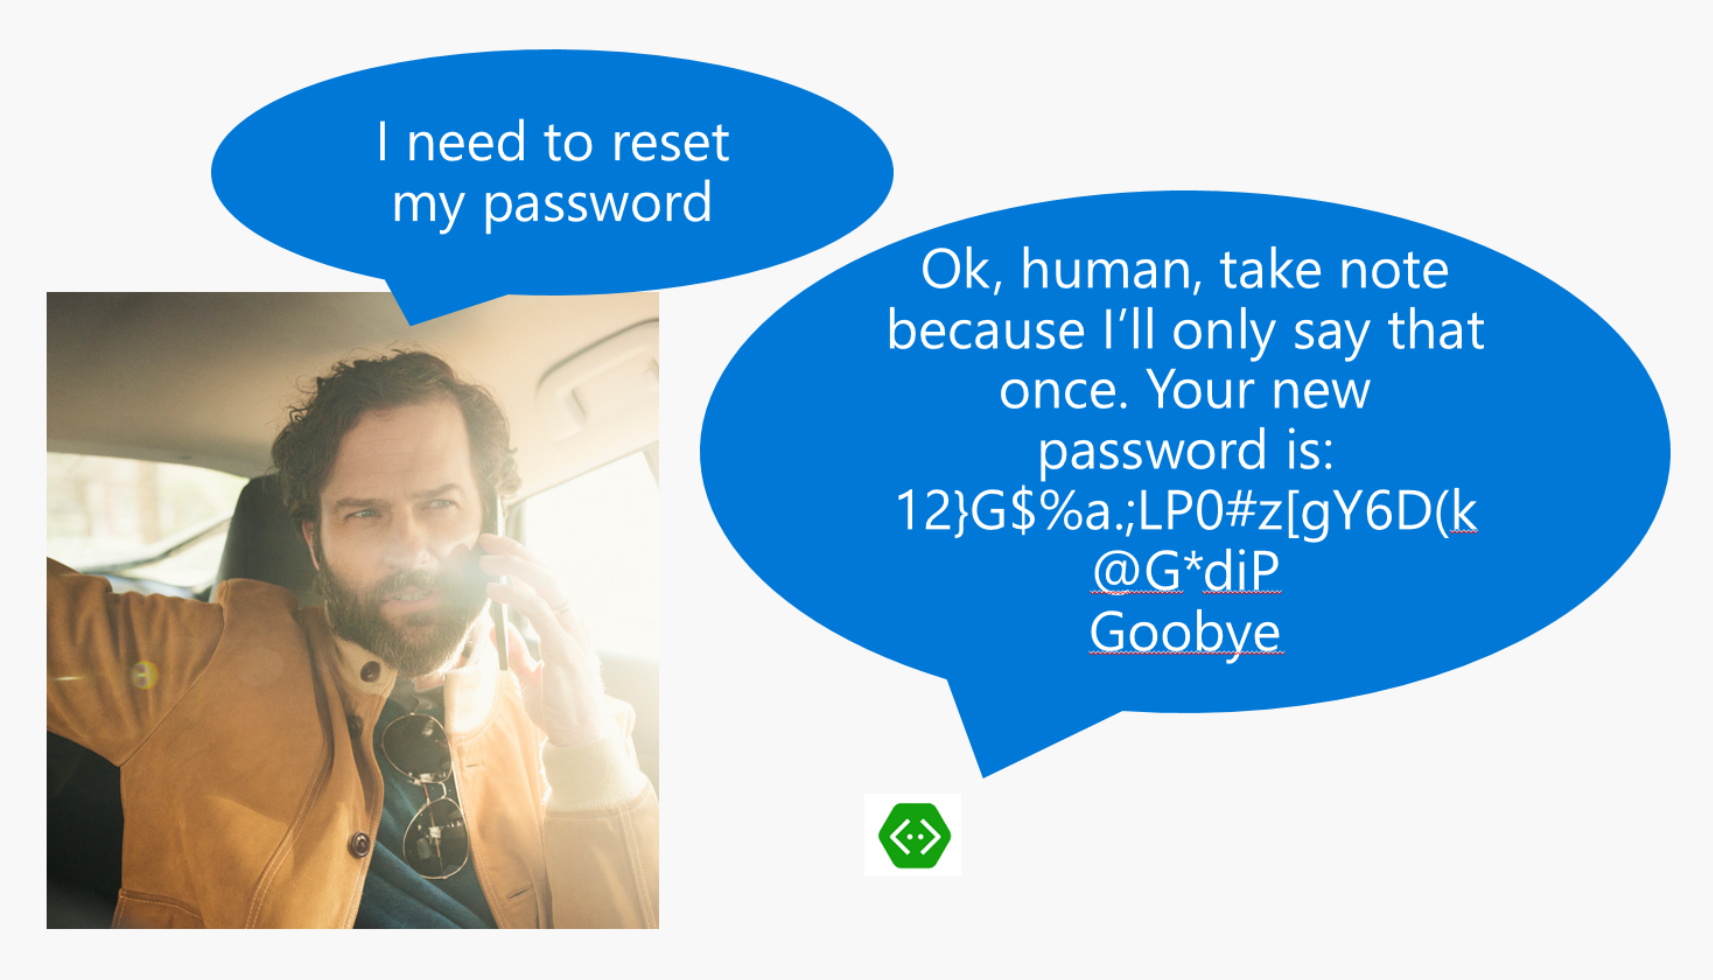 I need to reset
my password
Ok, human, take note
because I’ll only say that
once. Your new
password is:
12}G$%a.;LP0#z[gY6D(k
@G*diP
Goobye